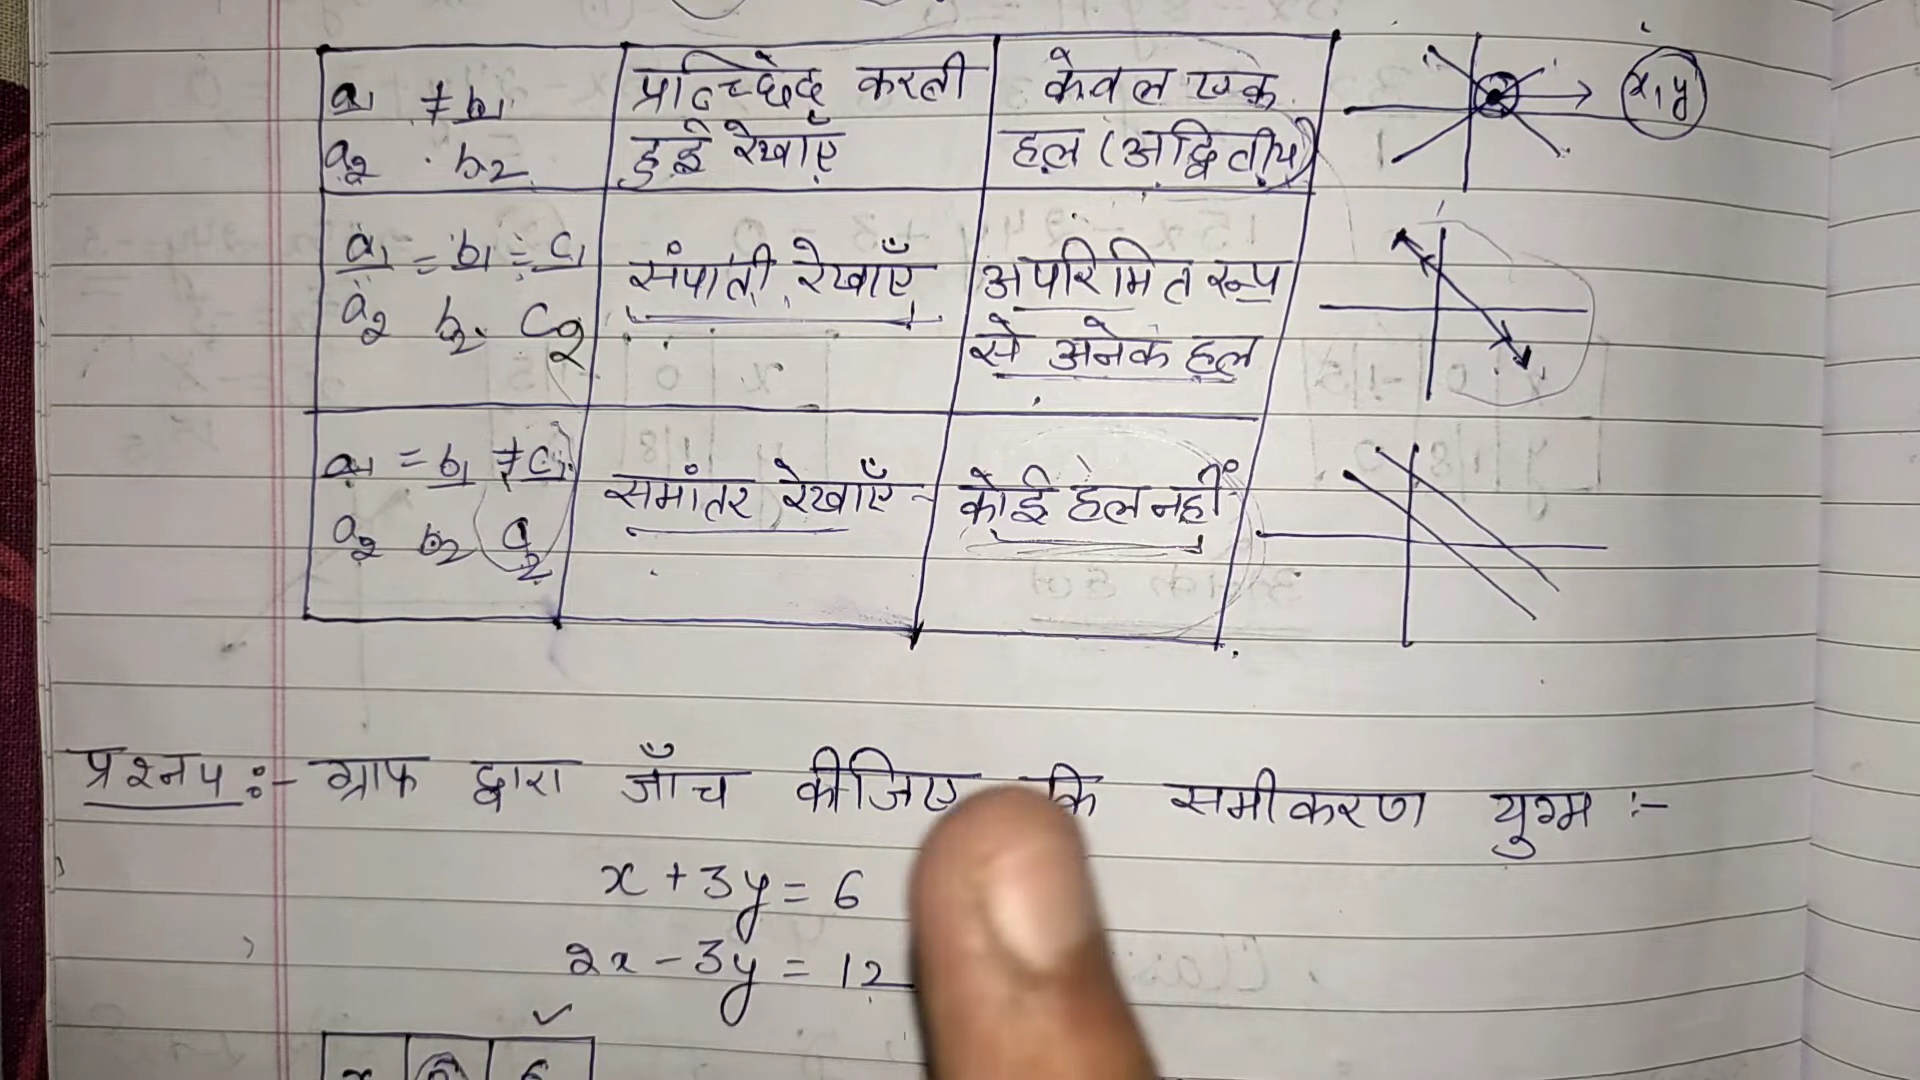 a₁ ≠ b₁
a₂ b₂
प्रतिच्छेद करती
हुई रेखाएँ
केवल एक
हल (अद्वितीय)
x, y
a₁ = b₁ = c₁
a₂ b₂ c₂
संपाती रेखाएँ
अपरिमित रूप
से अनेक हल
a₁ = b₁ ≠ c₁
a₂ b₂ c₂
समांतर रेखाएँ
कोई हल नहीं
प्रश्न 4 :- ग्राफ द्वारा जाँच कीजिए कि समीकरण युग्म :-
x + 3y = 6
2x - 3y = 12
x 0 6